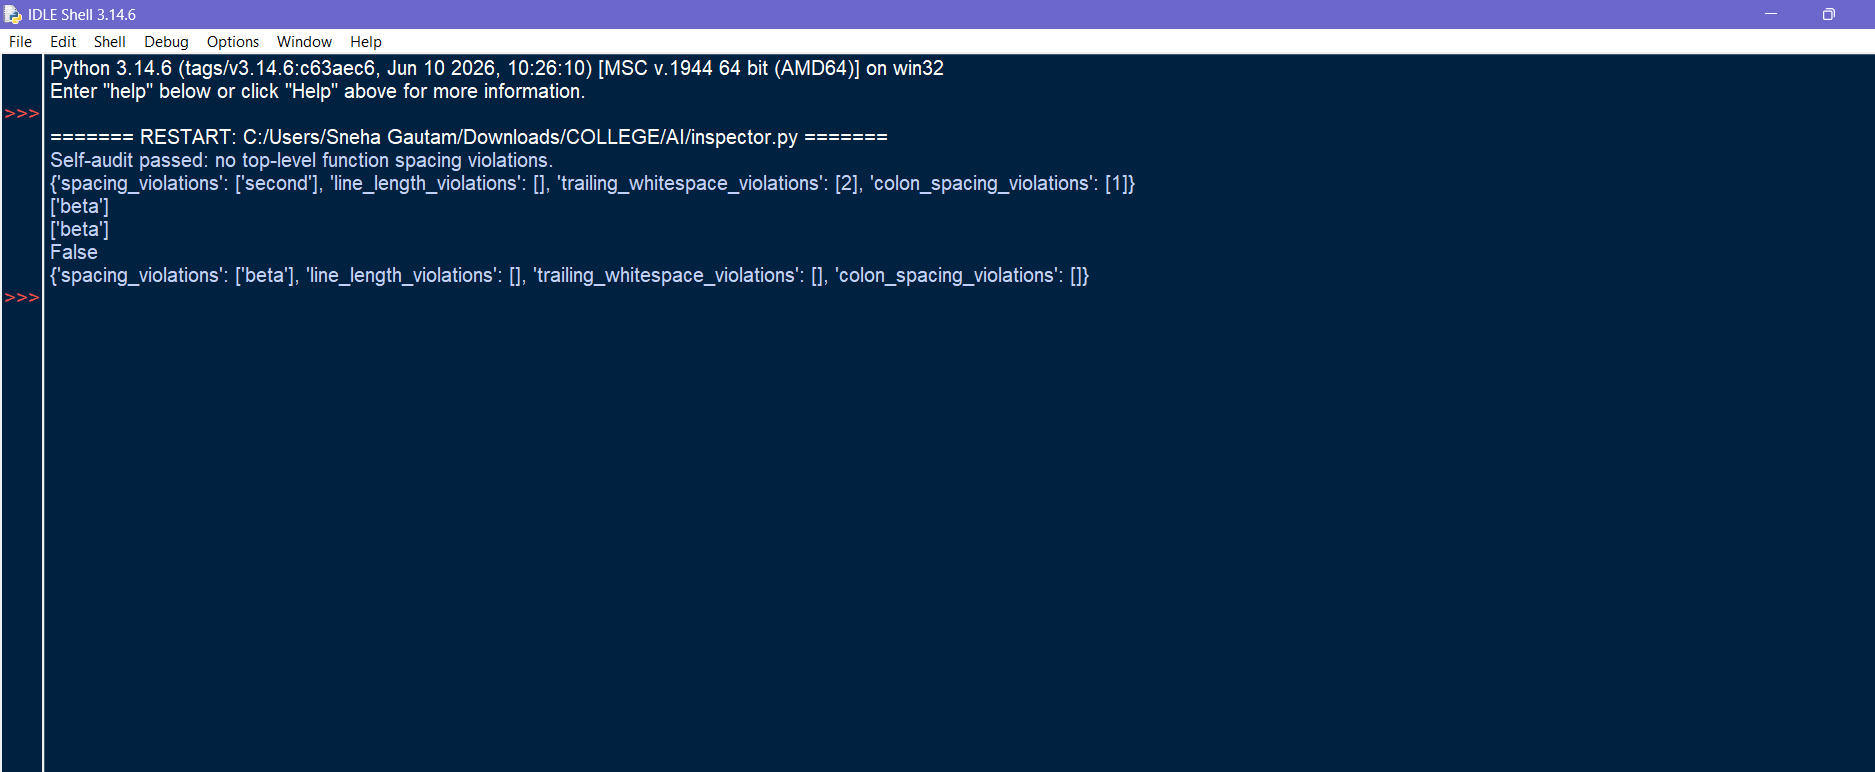 IDLE Shell 3.14.6
File Edit Shell Debug Options Window Help
Python 3.14.6 (tags/v3.14.6:c63aec6, Jun 10 2026, 10:26:10) [MSC v.1944 64 bit (AMD64)] on win32
Enter "help" below or click "Help" above for more information.
>>>
======= RESTART: C:/Users/Sneha Gautam/Downloads/COLLEGE/AI/inspector.py =======
Self-audit passed: no top-level function spacing violations.
{'spacing_violations': ['second'], 'line_length_violations': [], 'trailing_whitespace_violations': [2], 'colon_spacing_violations': [1]}
['beta']
['beta']
False
{'spacing_violations': ['beta'], 'line_length_violations': [], 'trailing_whitespace_violations': [], 'colon_spacing_violations': []}
>>>